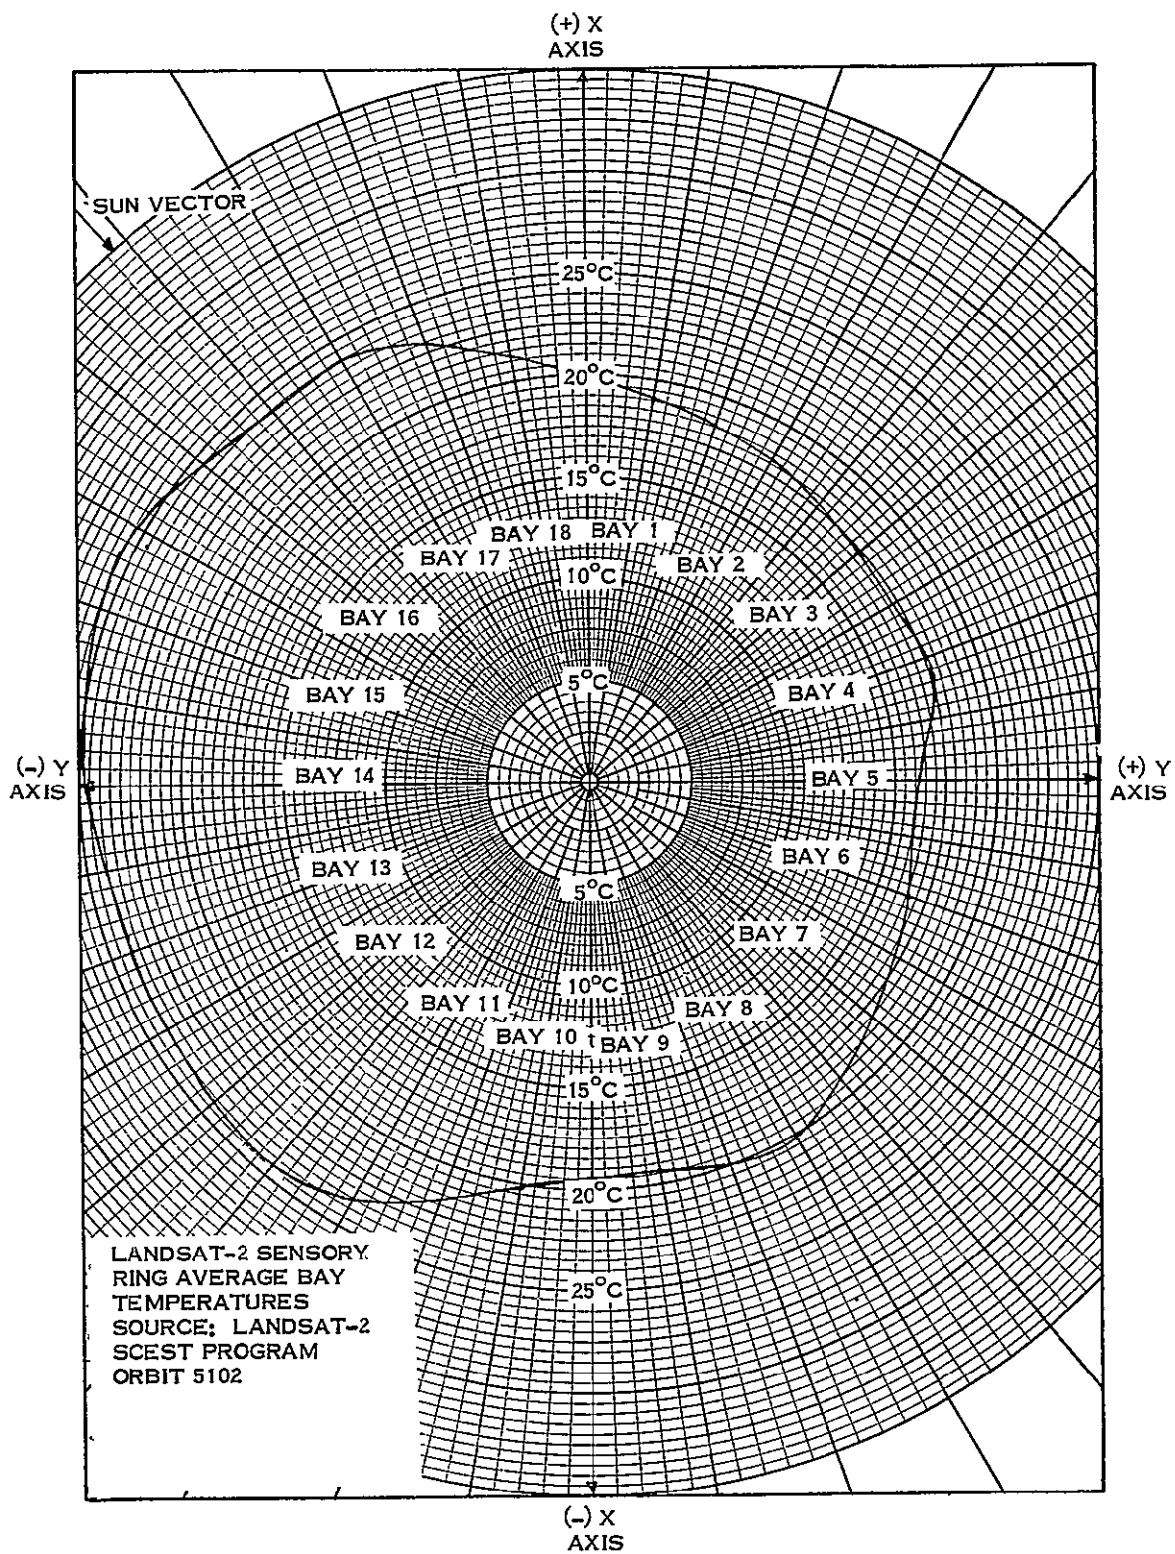 (+) X
AXIS
SUN VECTOR
25°C
20°C
15°C
BAY 18 BAY 1
BAY 17 BAY 2
10°C
BAY 16 BAY 3
5°C
BAY 15 BAY 4
(-) Y
AXIS
BAY 14 BAY 5
(+) Y
AXIS
BAY 13 BAY 6
5°C
BAY 12 BAY 7
10°C
BAY 11 BAY 8
BAY 10 BAY 9
15°C
20°C
25°C
LANDSAT-2 SENSORY
RING AVERAGE BAY
TEMPERATURES
SOURCE: LANDSAT-2
SCEST PROGRAM
ORBIT 5102
(-) X
AXIS